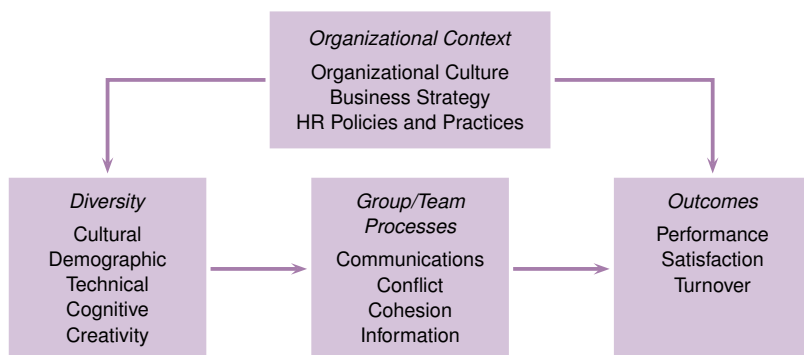 Organizational Context
Organizational Culture
Business Strategy
HR Policies and Practices
Diversity
Cultural
Demographic
Technical
Cognitive
Creativity
Group/Team
Processes
Communications
Conflict
Cohesion
Information
Outcomes
Performance
Satisfaction
Turnover